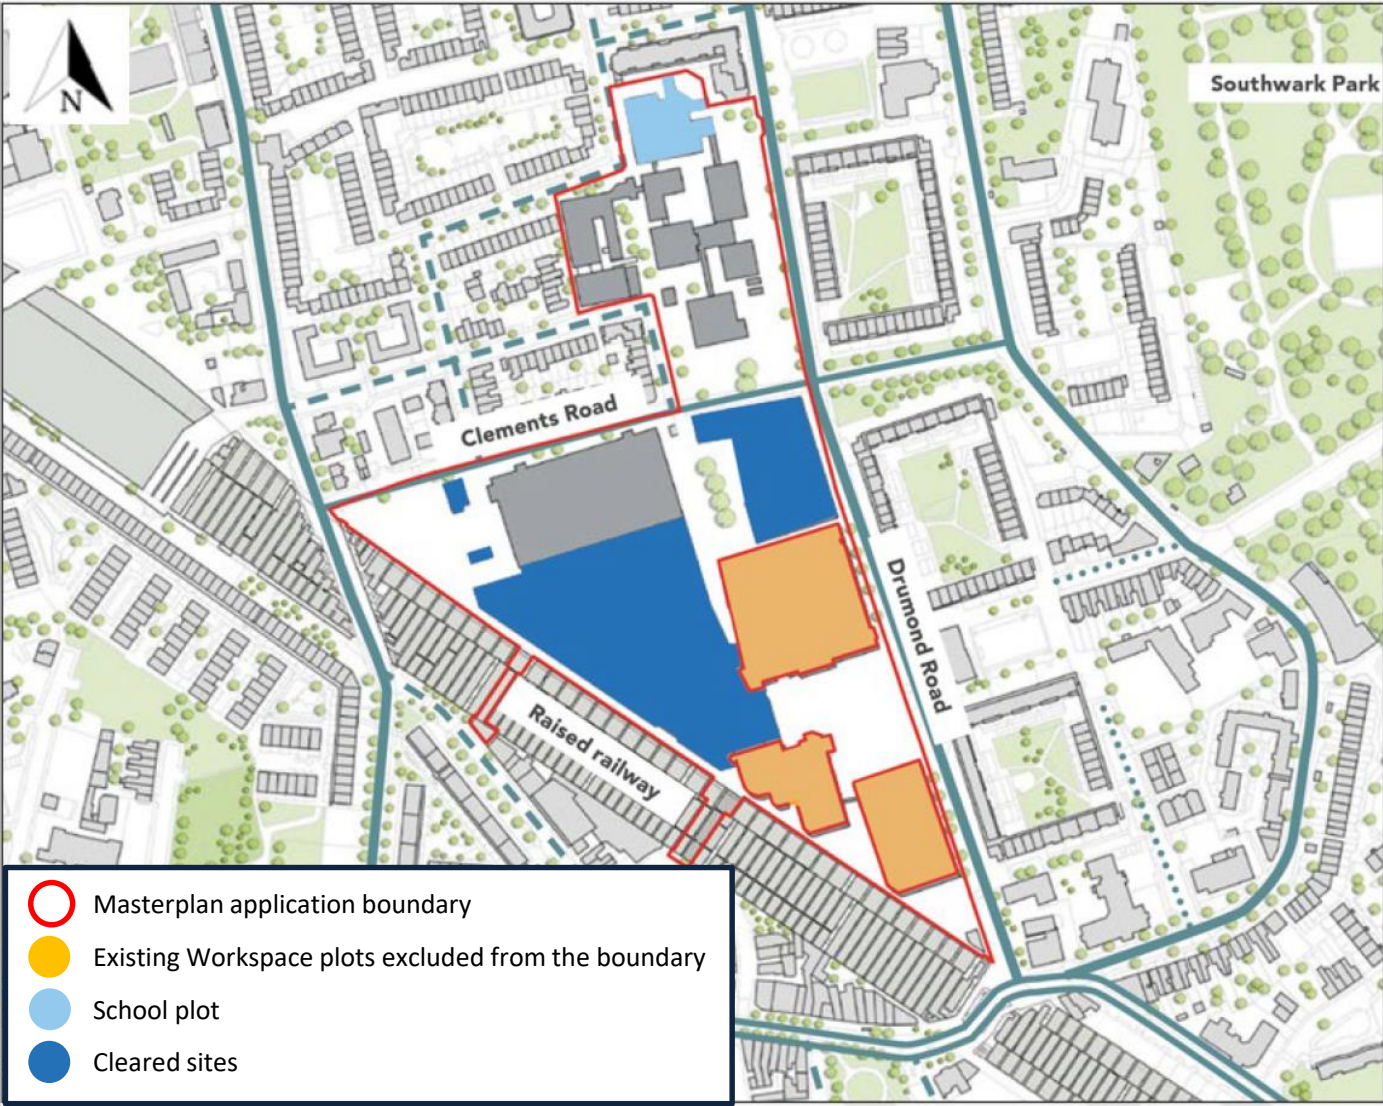 N
Southwark Park
Clements Road
Drumond Road
Raised railway
Masterplan application boundary
Existing Workspace plots excluded from the boundary
School plot
Cleared sites